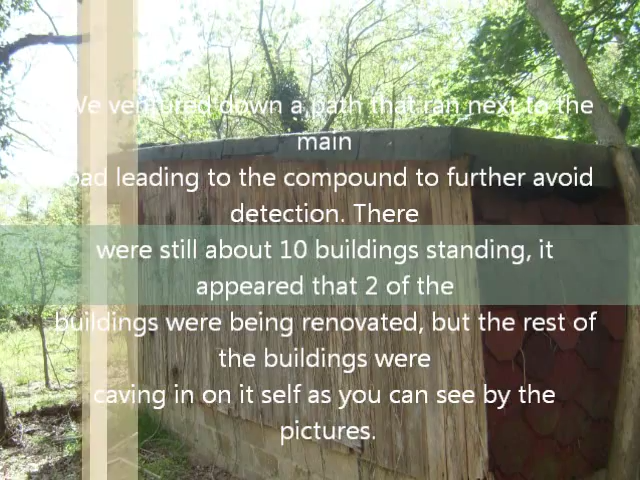 We ventured down a path that ran next to the
main
road leading to the compound to further avoid
detection. There
were still about 10 buildings standing, it
appeared that 2 of the
buildings were being renovated, but the rest of
the buildings were
caving in on it self as you can see by the
pictures.